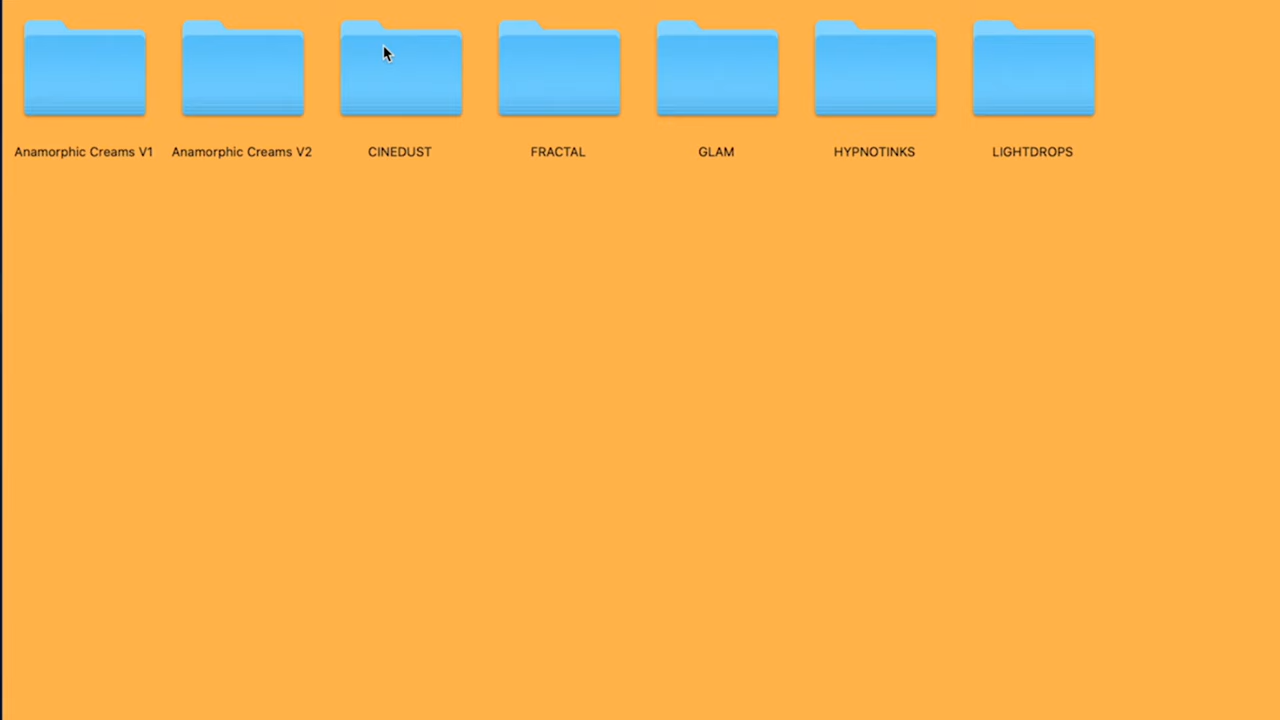 Anamorphic Creams V1
Anamorphic Creams V2
CINEDUST
FRACTAL
GLAM
HYPNOTINKS
LIGHTDROPS